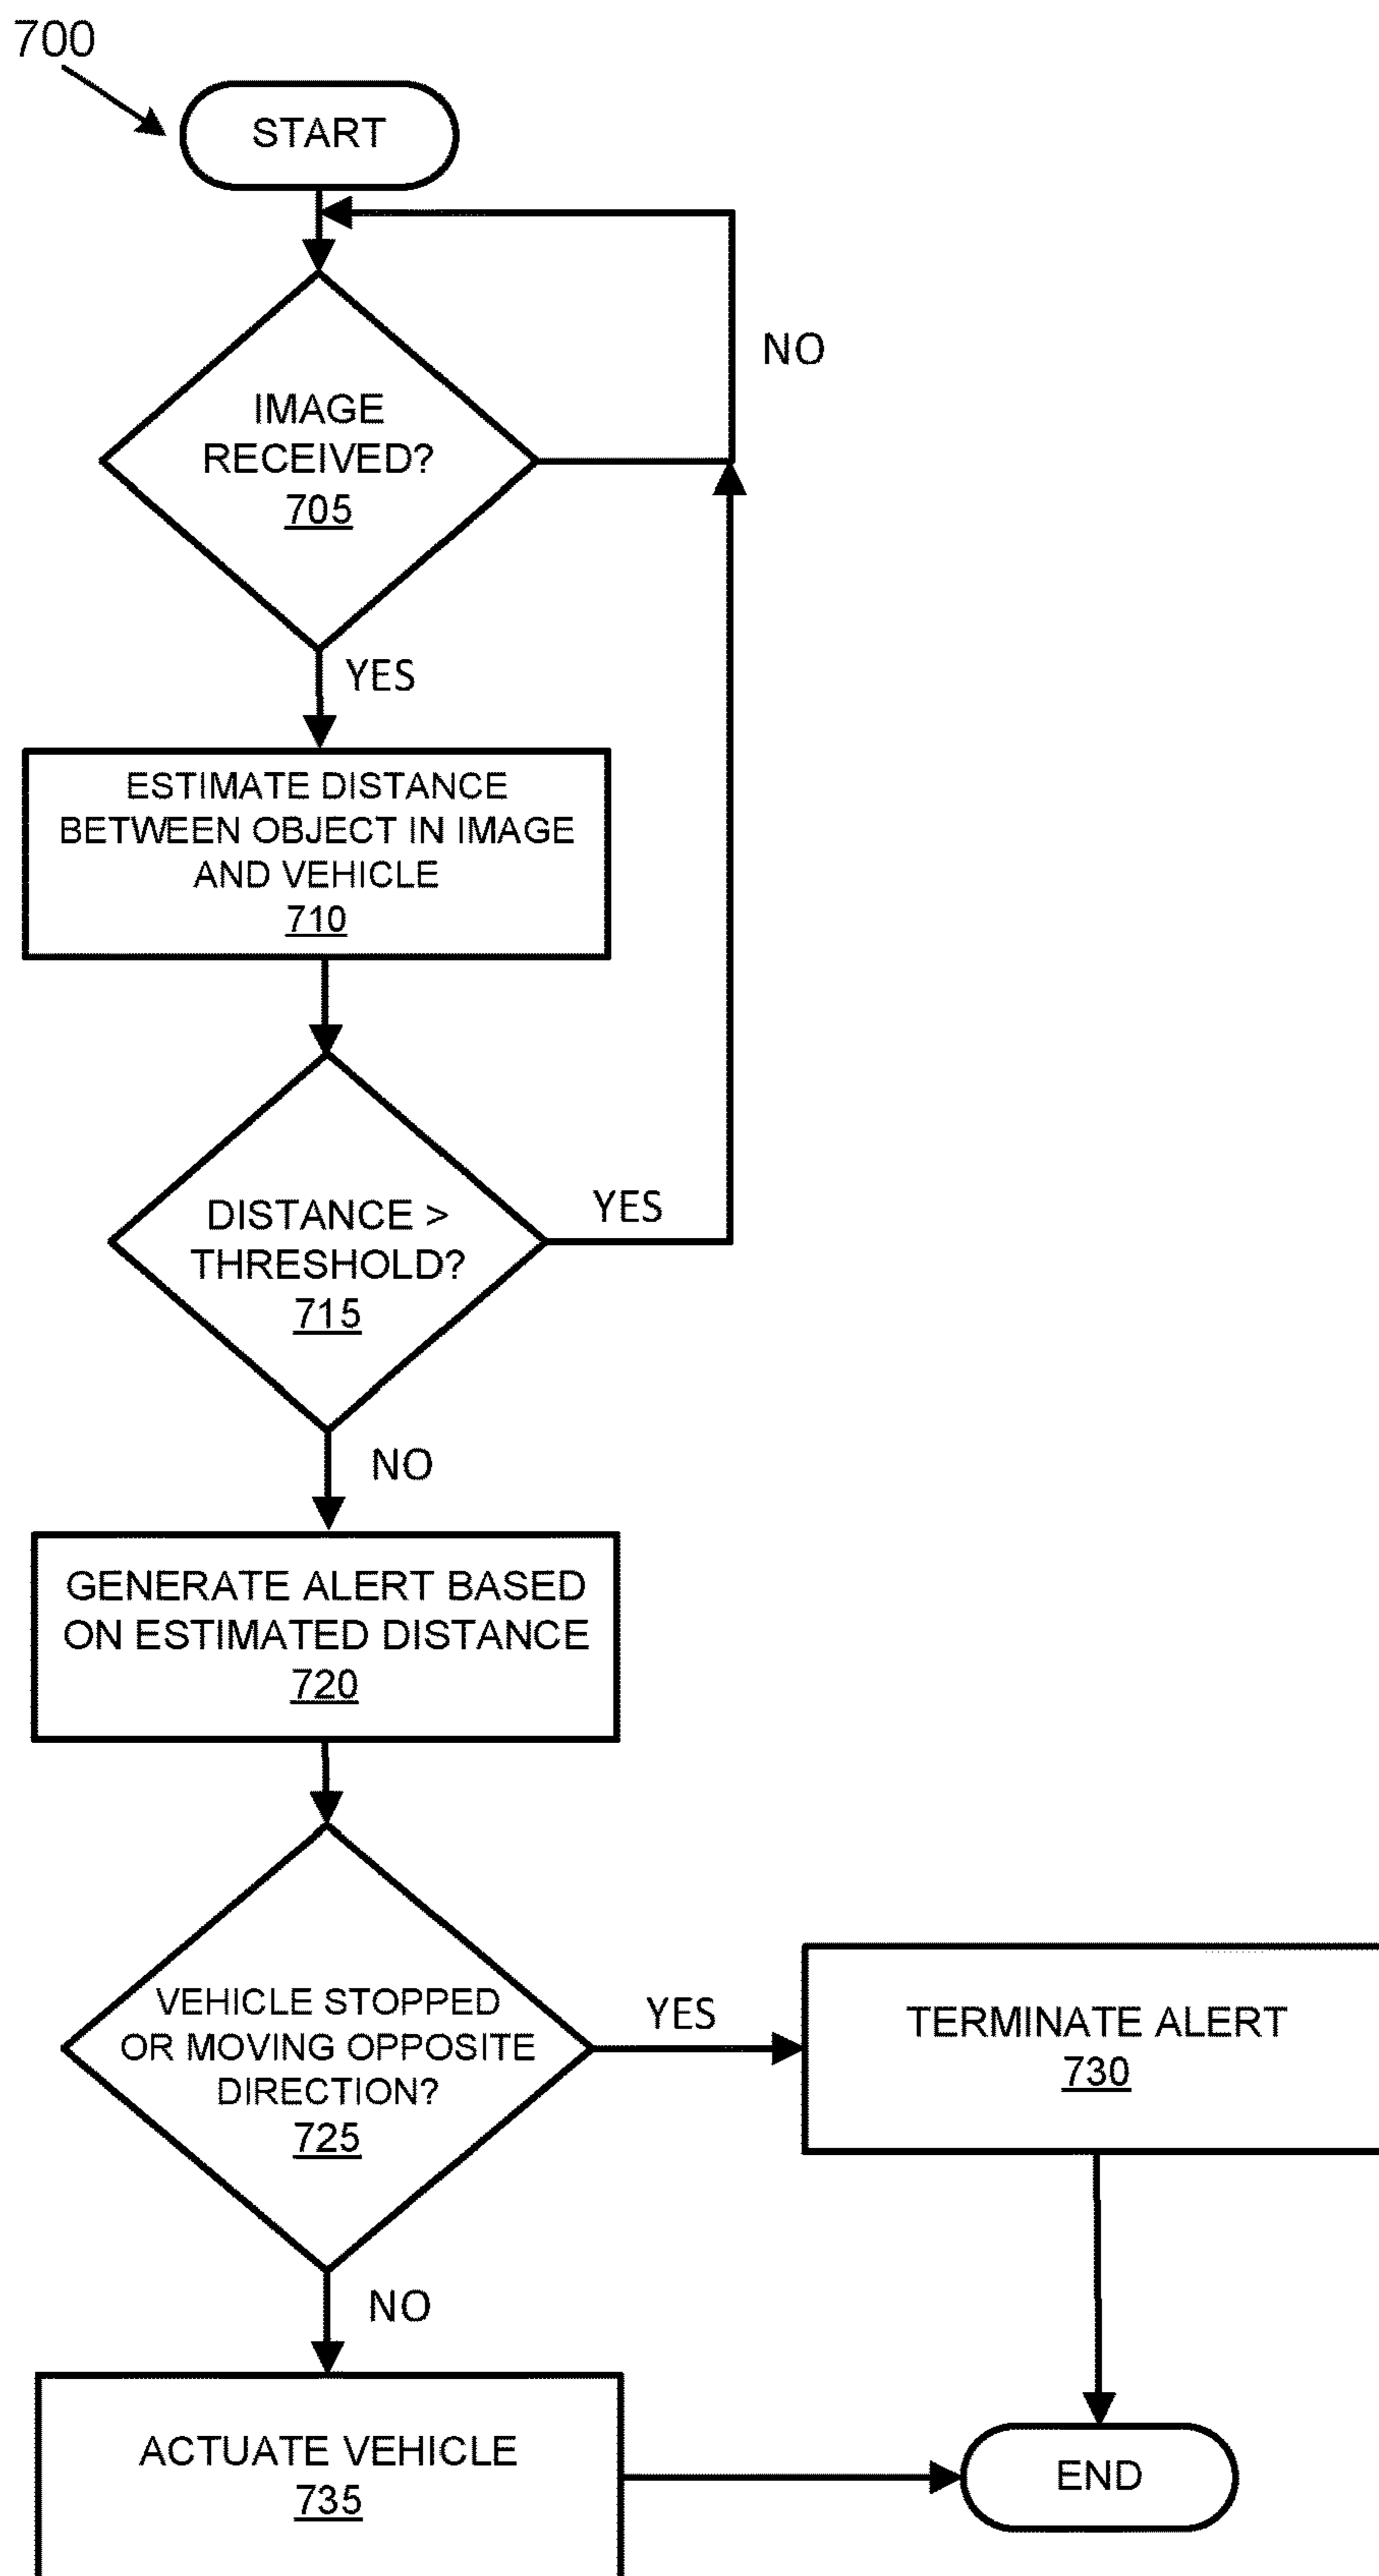 700
START
NO
IMAGE
RECEIVED?
705
YES
ESTIMATE DISTANCE
BETWEEN OBJECT IN IMAGE
AND VEHICLE
710
DISTANCE >
THRESHOLD?
715
YES
NO
GENERATE ALERT BASED
ON ESTIMATED DISTANCE
720
VEHICLE STOPPED
OR MOVING OPPOSITE
DIRECTION?
725
YES
TERMINATE ALERT
730
NO
ACTUATE VEHICLE
735
END